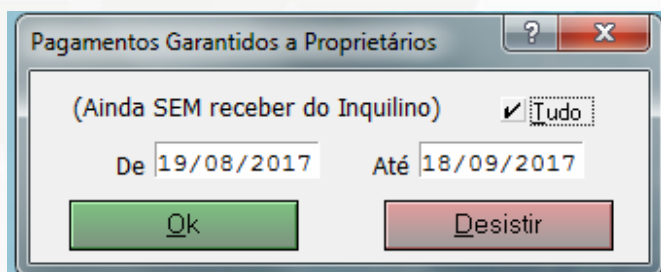 Pagamentos Garantidos a Proprietários ? X
(Ainda SEM receber do Inquilino) Tudo
De 19/08/2017 Até 18/09/2017
Ok Desistir